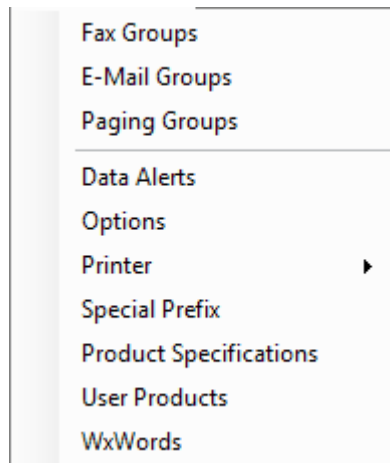 Fax Groups
E-Mail Groups
Paging Groups
Data Alerts
Options
Printer
Special Prefix
Product Specifications
User Products
WxWords